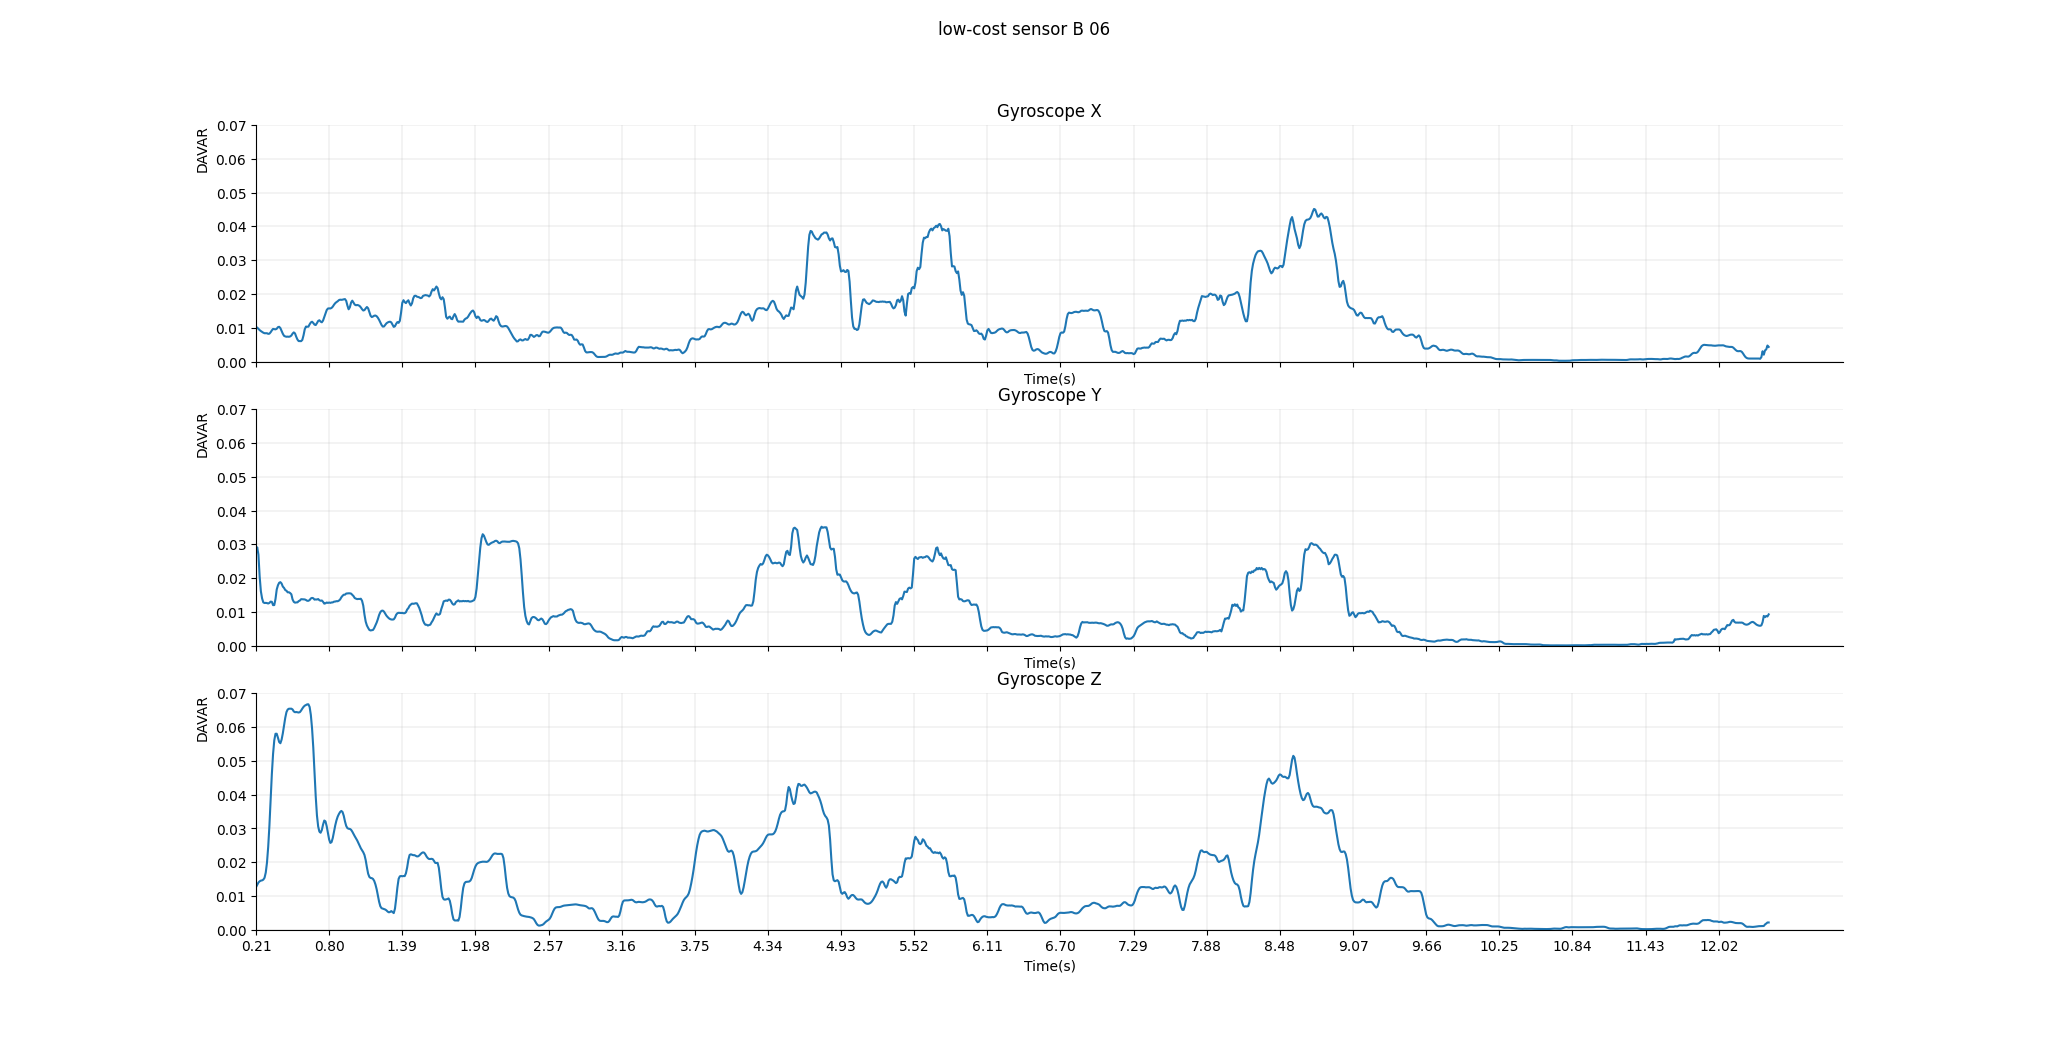 low-cost sensor B 06
Gyroscope X
DAVAR
0.07
0.06
0.05
0.04
0.03
0.02
0.01
0.00
Time(s)
Gyroscope Y
DAVAR
0.07
0.06
0.05
0.04
0.03
0.02
0.01
0.00
Time(s)
Gyroscope Z
DAVAR
0.07
0.06
0.05
0.04
0.03
0.02
0.01
0.00
0.21 0.80 1.39 1.98 2.57 3.16 3.75 4.34 4.93 5.52 6.11 6.70 7.29 7.88 8.48 9.07 9.66 10.25 10.84 11.43 12.02
Time(s)